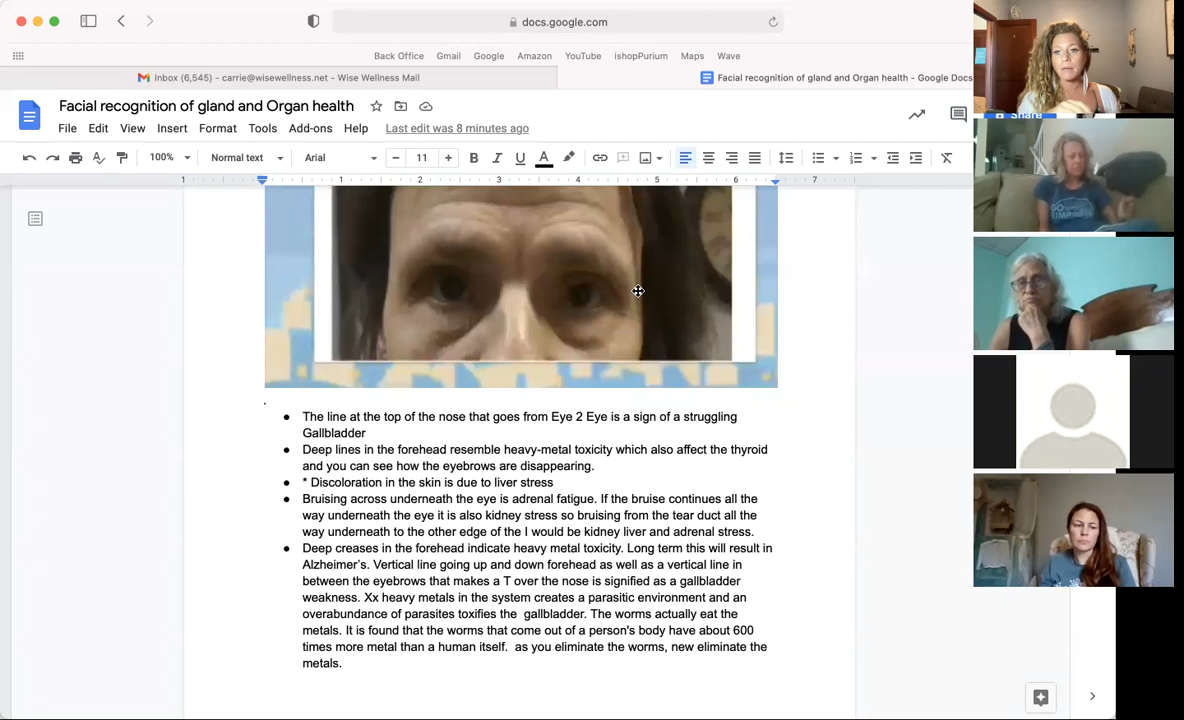 docs.google.com
Back Office Gmail Google Amazon YouTube ishopPurium Maps Wave
Inbox (6,545) - carrie@wisewellness.net - Wise Wellness Mail
Facial recognition of gland and Organ health - Google Docs
Facial recognition of gland and Organ health
File Edit View Insert Format Tools Add-ons Help Last edit was 8 minutes ago
Share
100% Normal text Arial 11 B I U A
1 1 2 3 4 5 6 7
.
● The line at the top of the nose that goes from Eye 2 Eye is a sign of a struggling
Gallbladder
● Deep lines in the forehead resemble heavy-metal toxicity which also affect the thyroid
and you can see how the eyebrows are disappearing.
● * Discoloration in the skin is due to liver stress
● Bruising across underneath the eye is adrenal fatigue. If the bruise continues all the
way underneath the eye it is also kidney stress so bruising from the tear duct all the
way underneath to the other edge of the I would be kidney liver and adrenal stress.
● Deep creases in the forehead indicate heavy metal toxicity. Long term this will result in
Alzheimer's. Vertical line going up and down forehead as well as a vertical line in
between the eyebrows that makes a T over the nose is signified as a gallbladder
weakness. Xx heavy metals in the system creates a parasitic environment and an
overabundance of parasites toxifies the  gallbladder. The worms actually eat the
metals. It is found that the worms that come out of a person's body have about 600
times more metal than a human itself.  as you eliminate the worms, new eliminate the
metals.